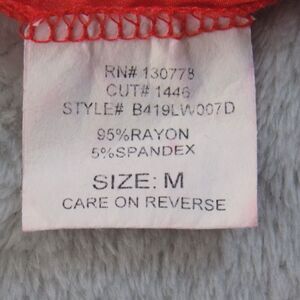 RN# 130778
CUT# 1446
STYLE# B419LW007D
95%RAYON
5%SPANDEX
SIZE: M
CARE ON REVERSE